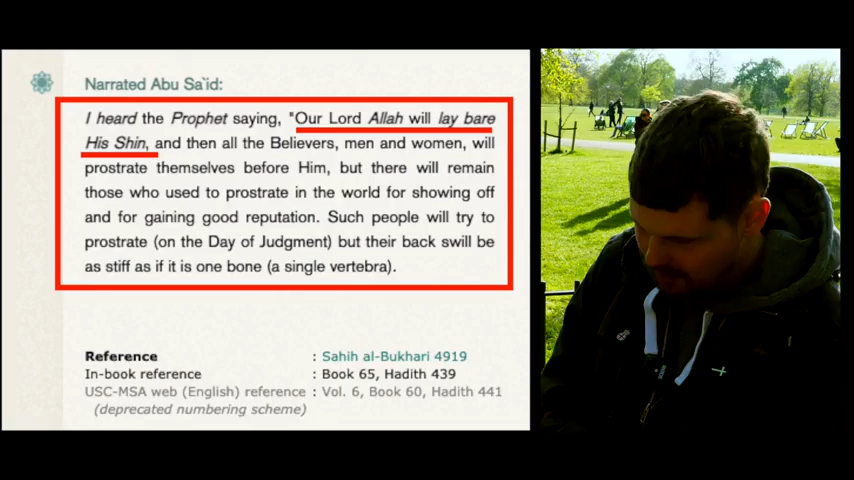 Narrated Abu Sa`id:
I heard the Prophet saying, "Our Lord Allah will lay bare
His Shin, and then all the Believers, men and women, will
prostrate themselves before Him, but there will remain
those who used to prostrate in the world for showing off
and for gaining good reputation. Such people will try to
prostrate (on the Day of Judgment) but their back swill be
as stiff as if it is one bone (a single vertebra).
Reference : Sahih al-Bukhari 4919
In-book reference : Book 65, Hadith 439
USC-MSA web (English) reference : Vol. 6, Book 60, Hadith 441
(deprecated numbering scheme)